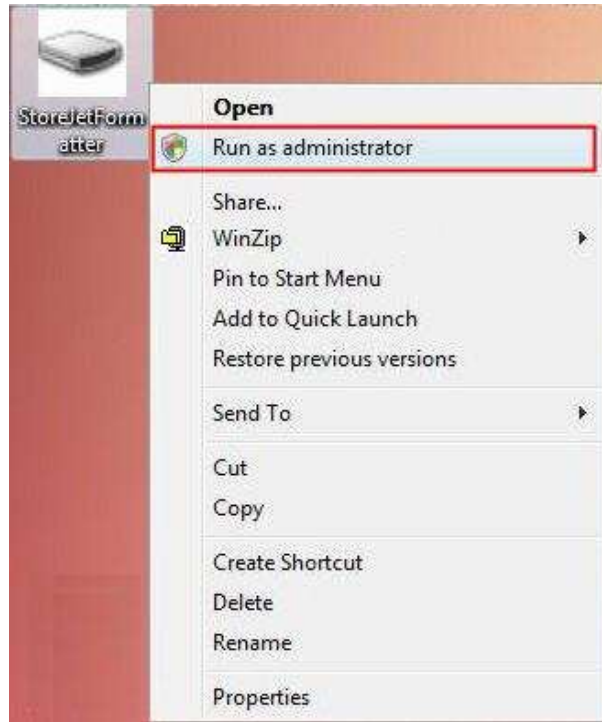 StoreJetForm
atter
Open
Run as administrator
Share...
WinZip
Pin to Start Menu
Add to Quick Launch
Restore previous versions
Send To
Cut
Copy
Create Shortcut
Delete
Rename
Properties